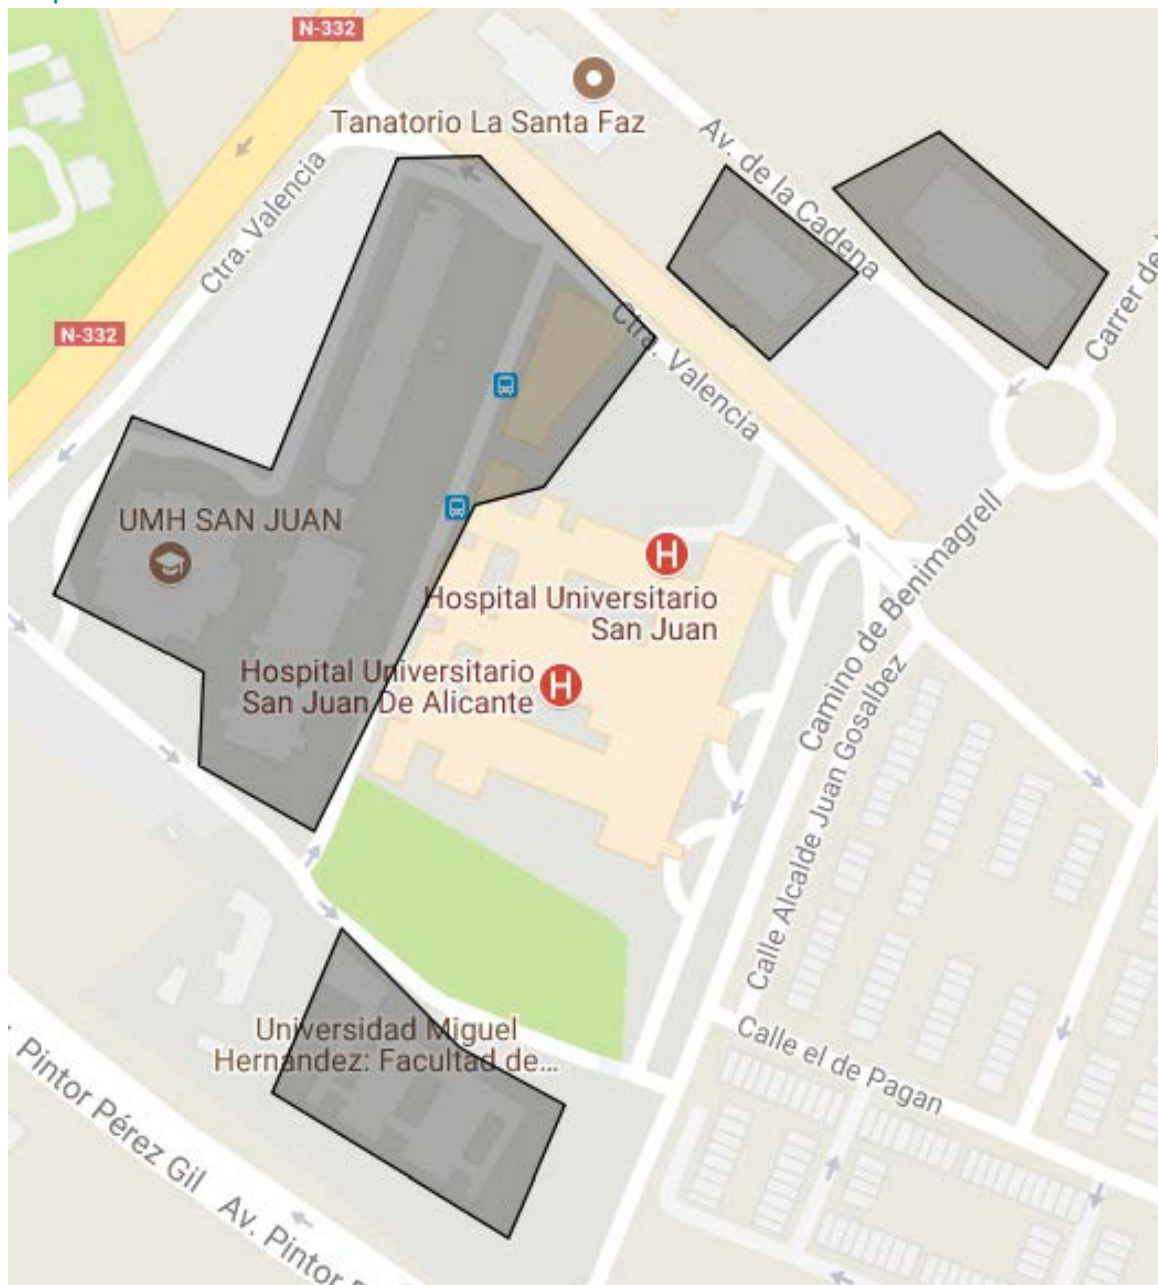 N-332
Tanatorio La Santa Faz
Av. de la Cadena
Ctra. Valencia
Carrer de
N-332
Ctra. Valencia
UMH SAN JUAN
Hospital Universitario
San Juan
Camino de Benimagrell
Hospital Universitario
San Juan De Alicante
Calle Alcalde Juan Gosalbez
Universidad Miguel
Hernández: Facultad de...
Calle el de Pagan
Pintor Pérez Gil
Av. Pintor